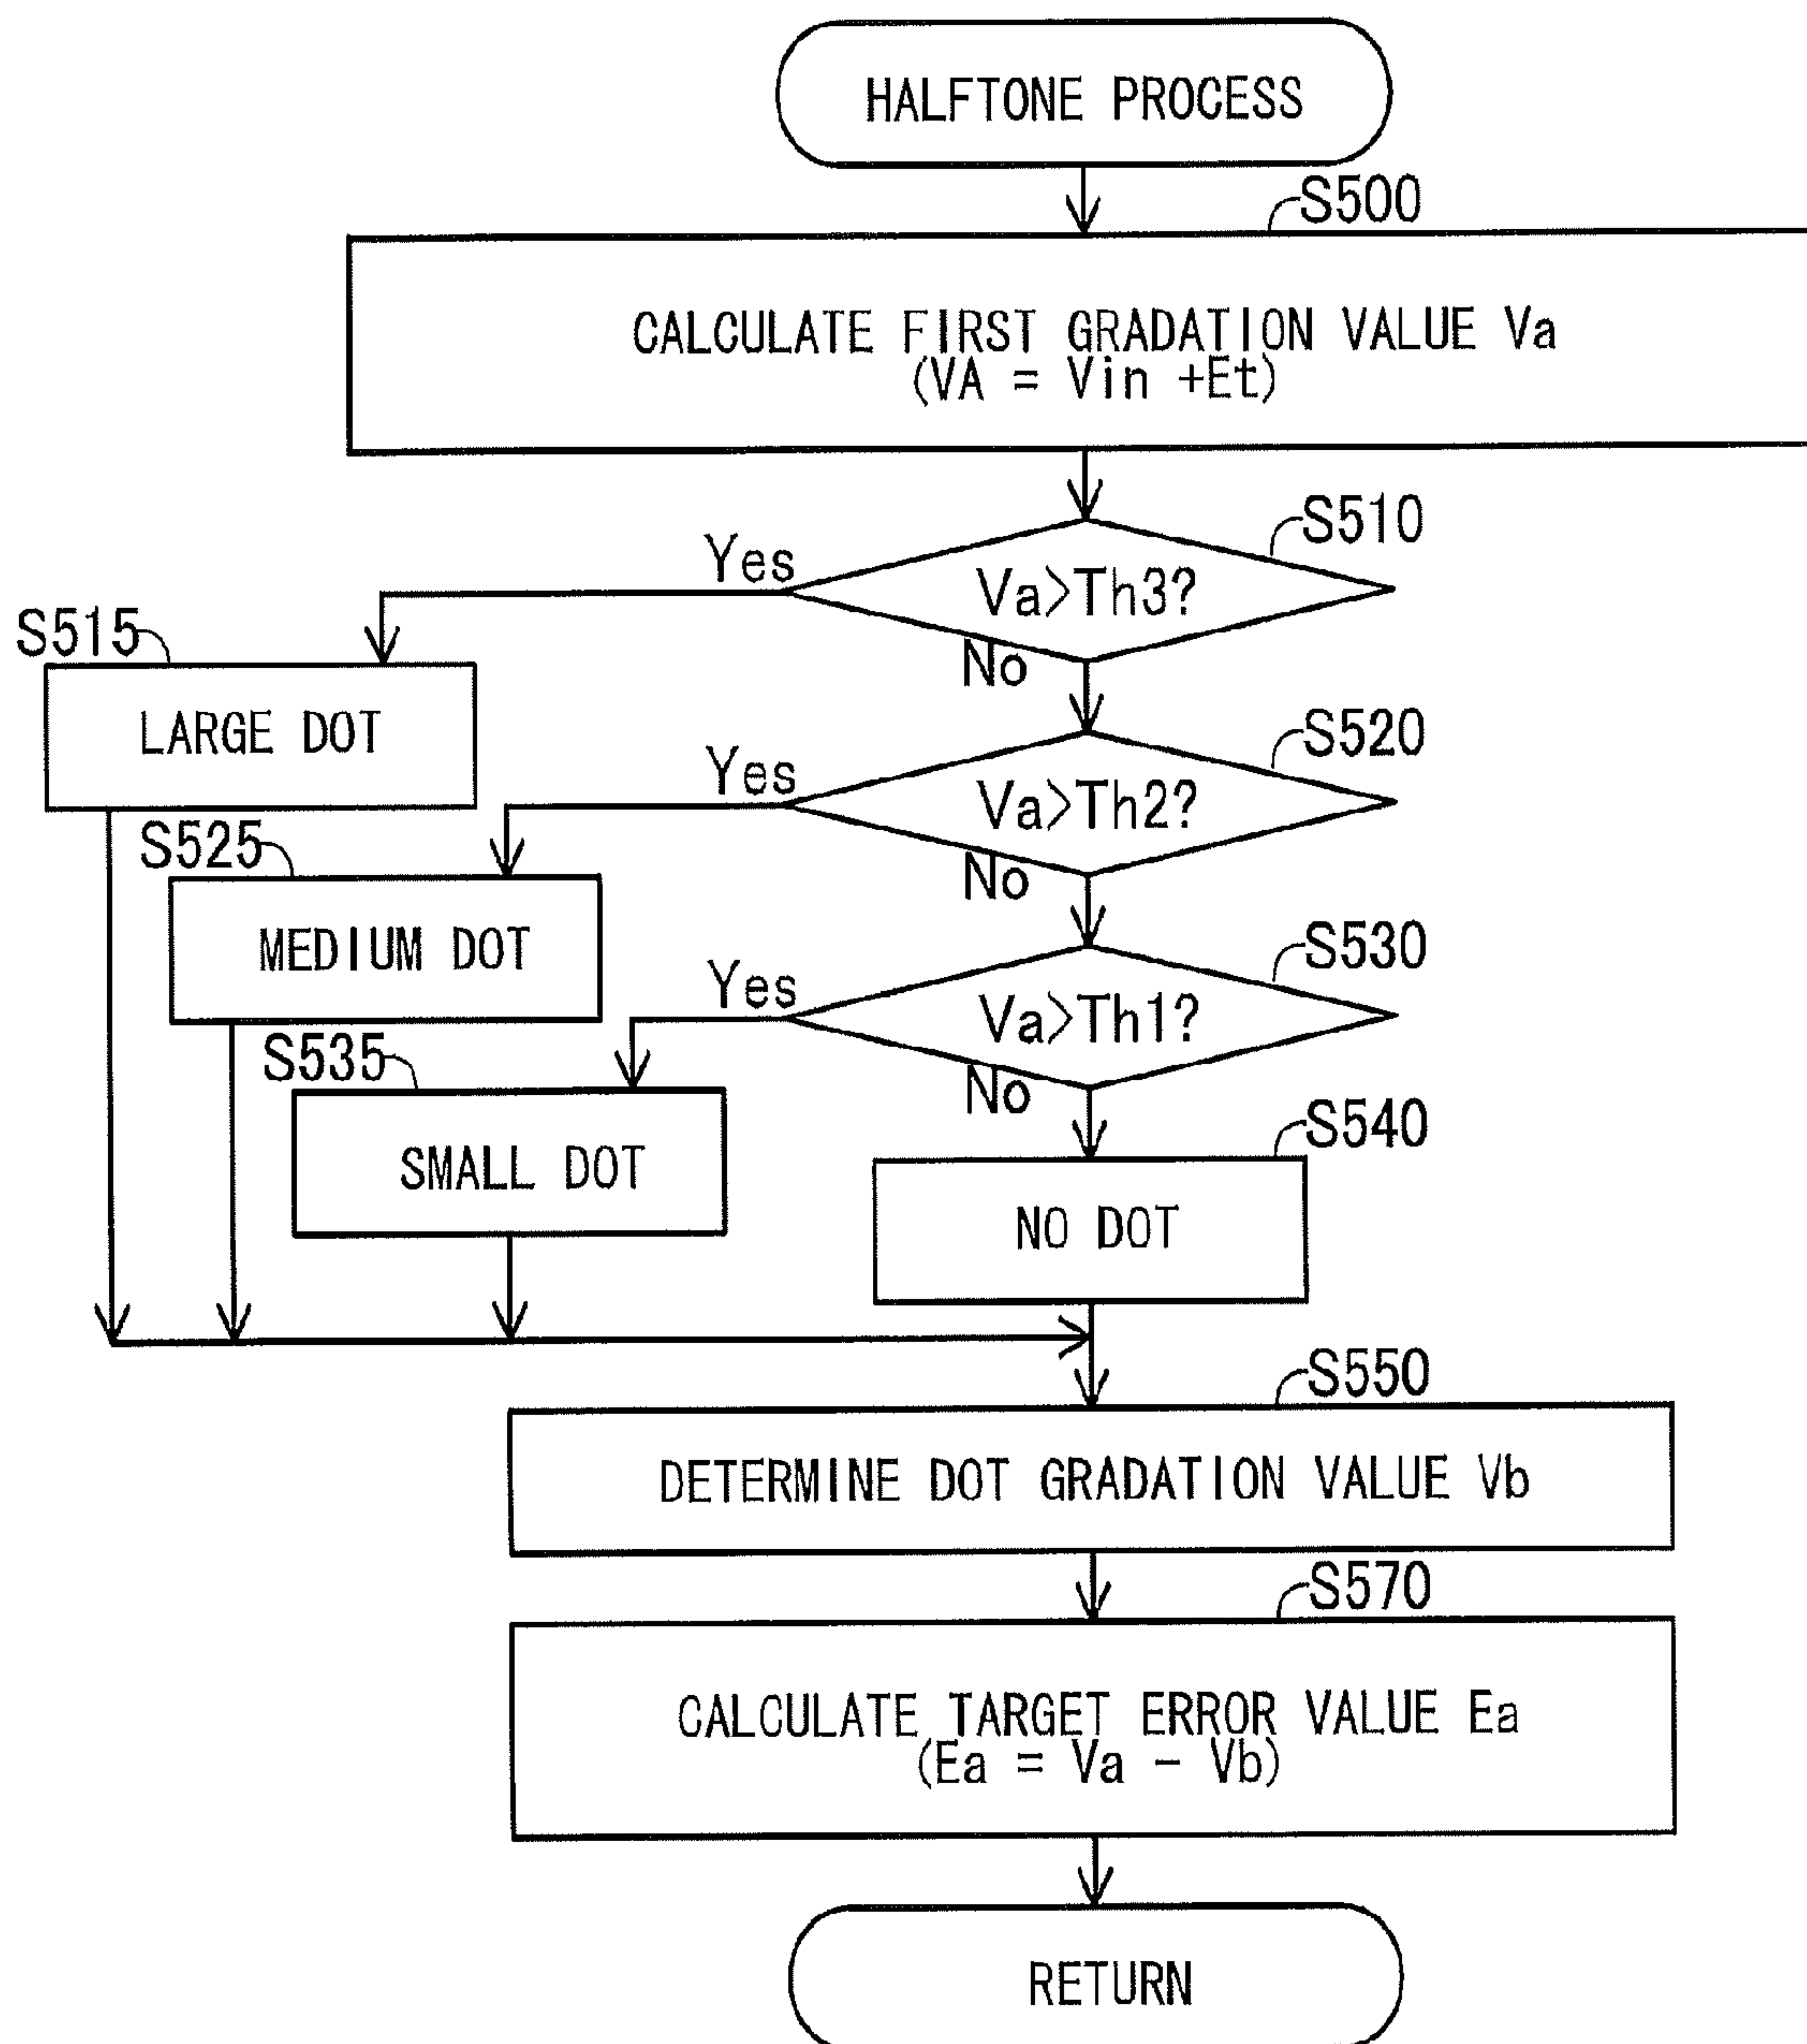 HALFTONE PROCESS
S500
CALCULATE FIRST GRADATION VALUE Va
(VA = Vin +Et)
S510
Yes
Va>Th3?
S515
No
LARGE DOT
S520
Yes
Va>Th2?
S525
No
MEDIUM DOT
S530
Yes
Va>Th1?
S535
No
SMALL DOT
S540
NO DOT
S550
DETERMINE DOT GRADATION VALUE Vb
S570
CALCULATE TARGET ERROR VALUE Ea
(Ea = Va - Vb)
RETURN